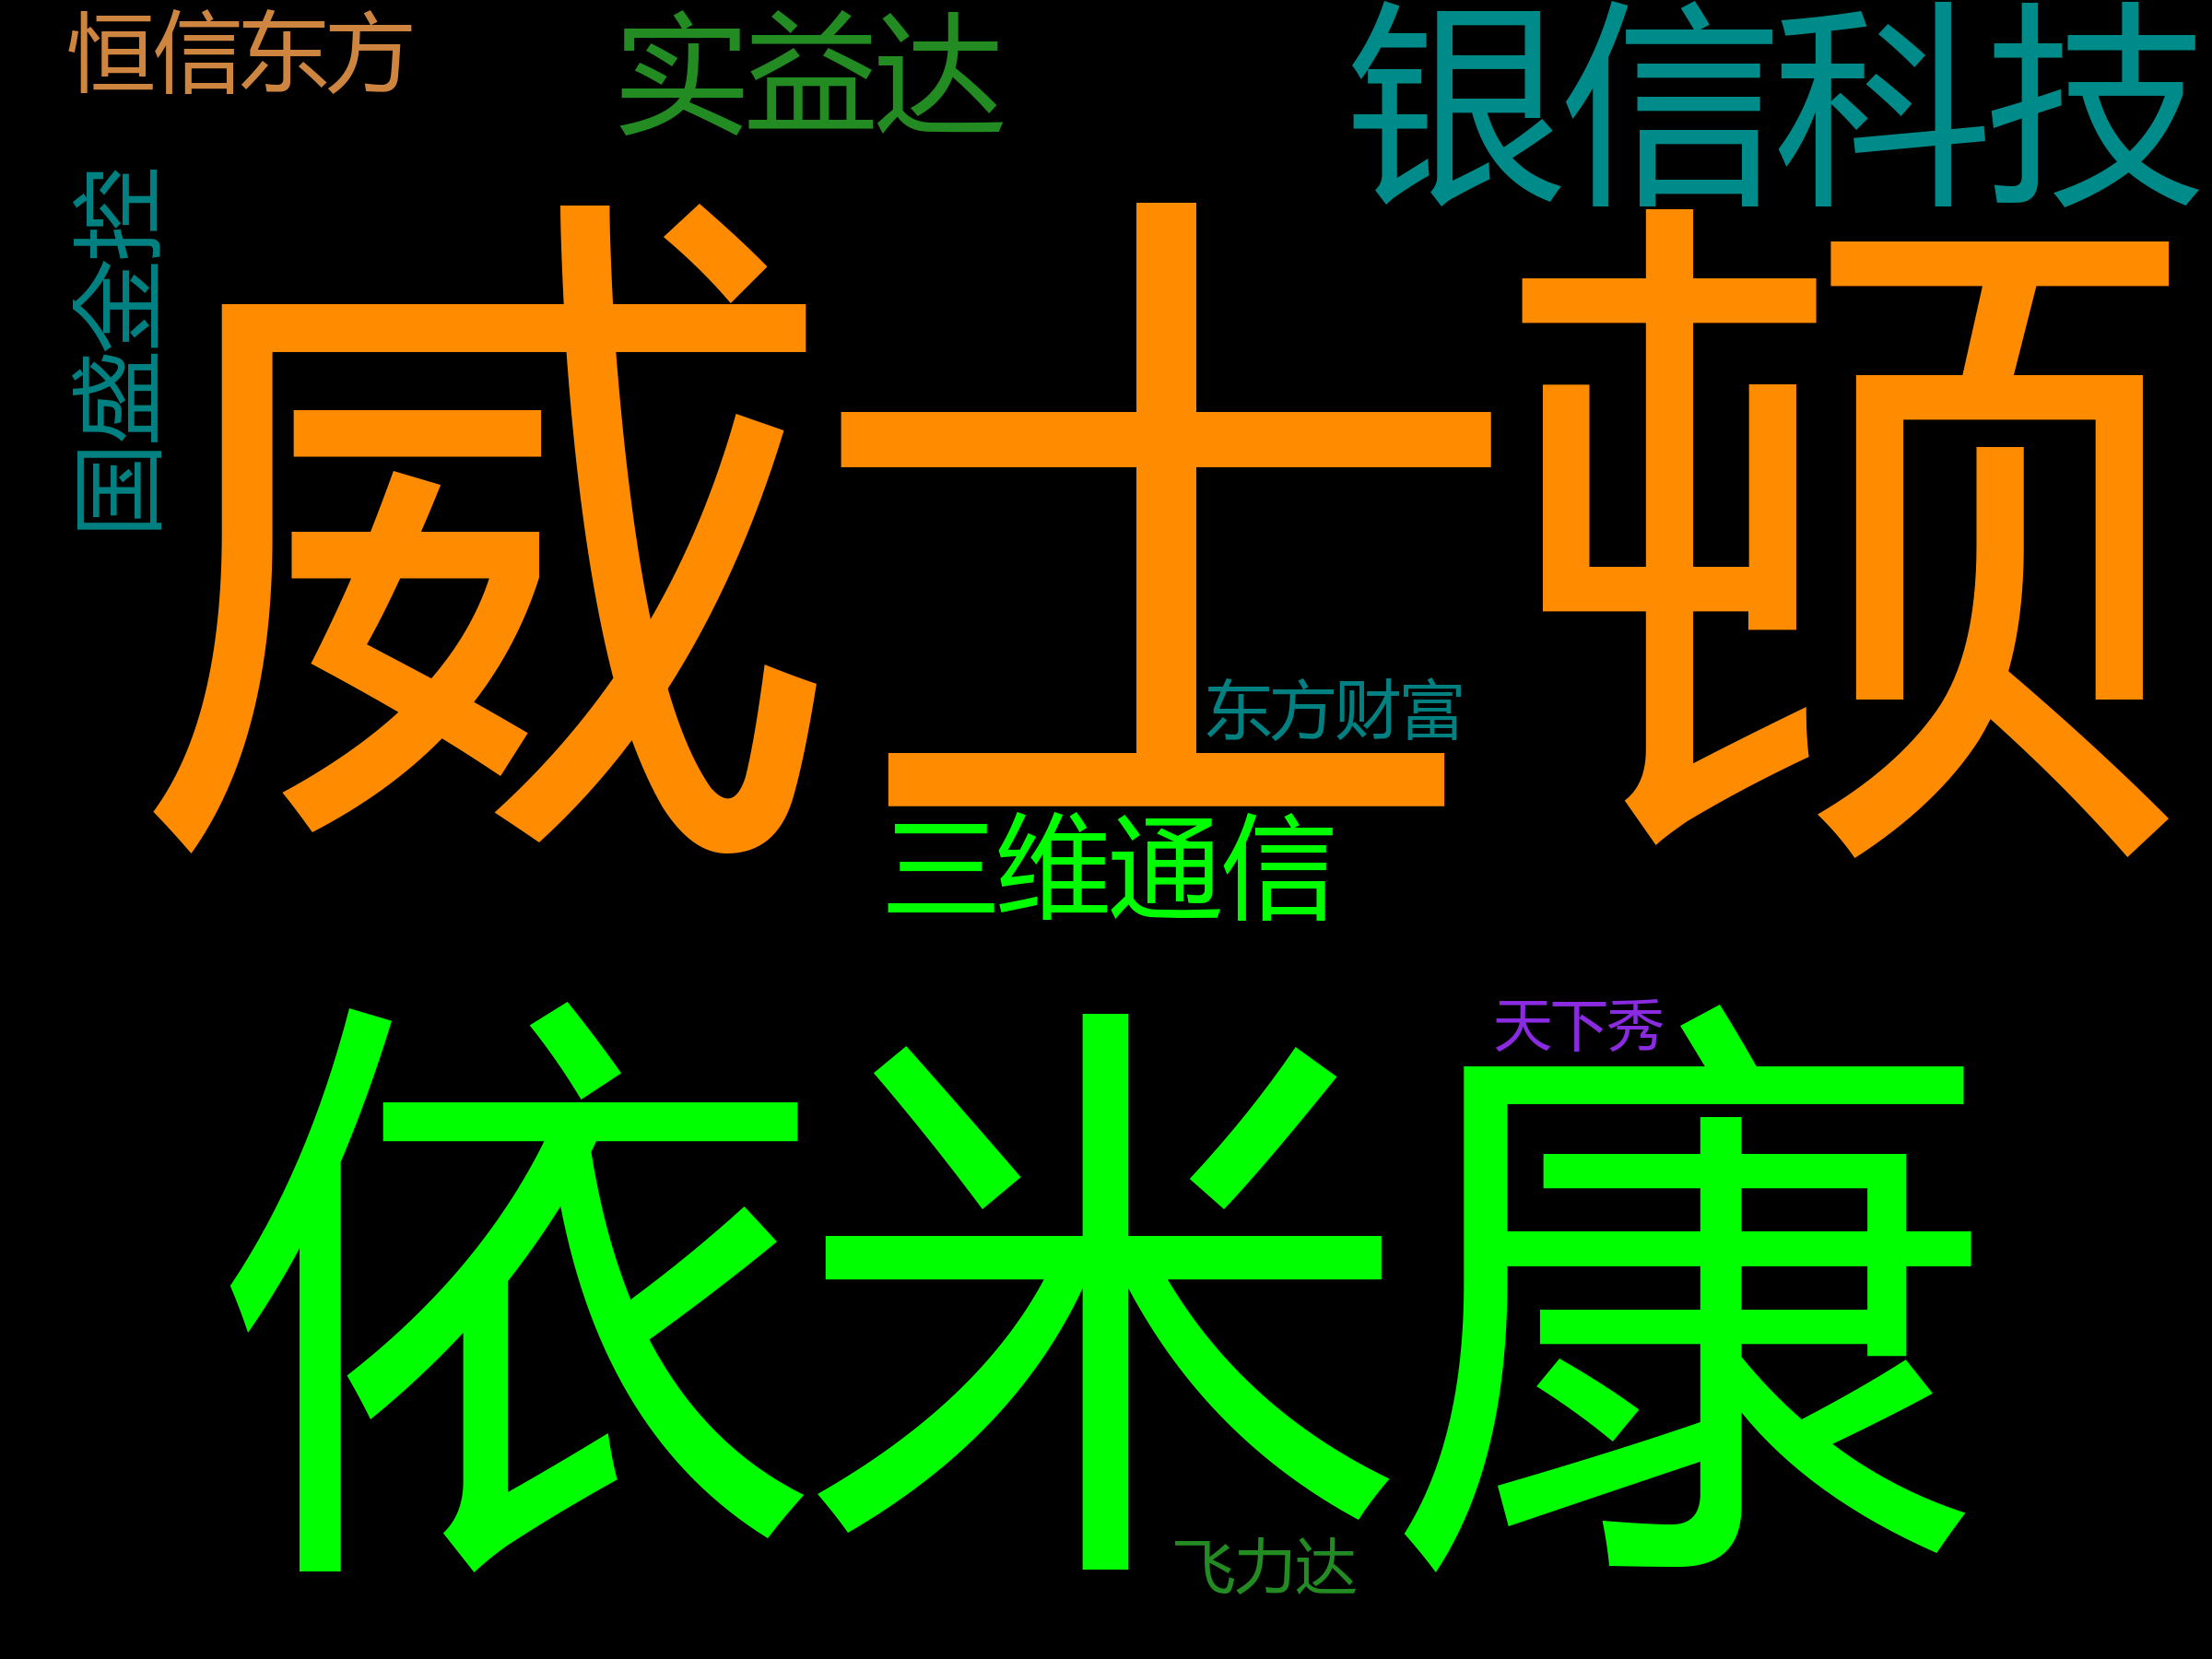 恒信东方
实益达
银信科技
国盛金控
威士顿
东方财富
三维通信
天下秀
依米康
飞力达